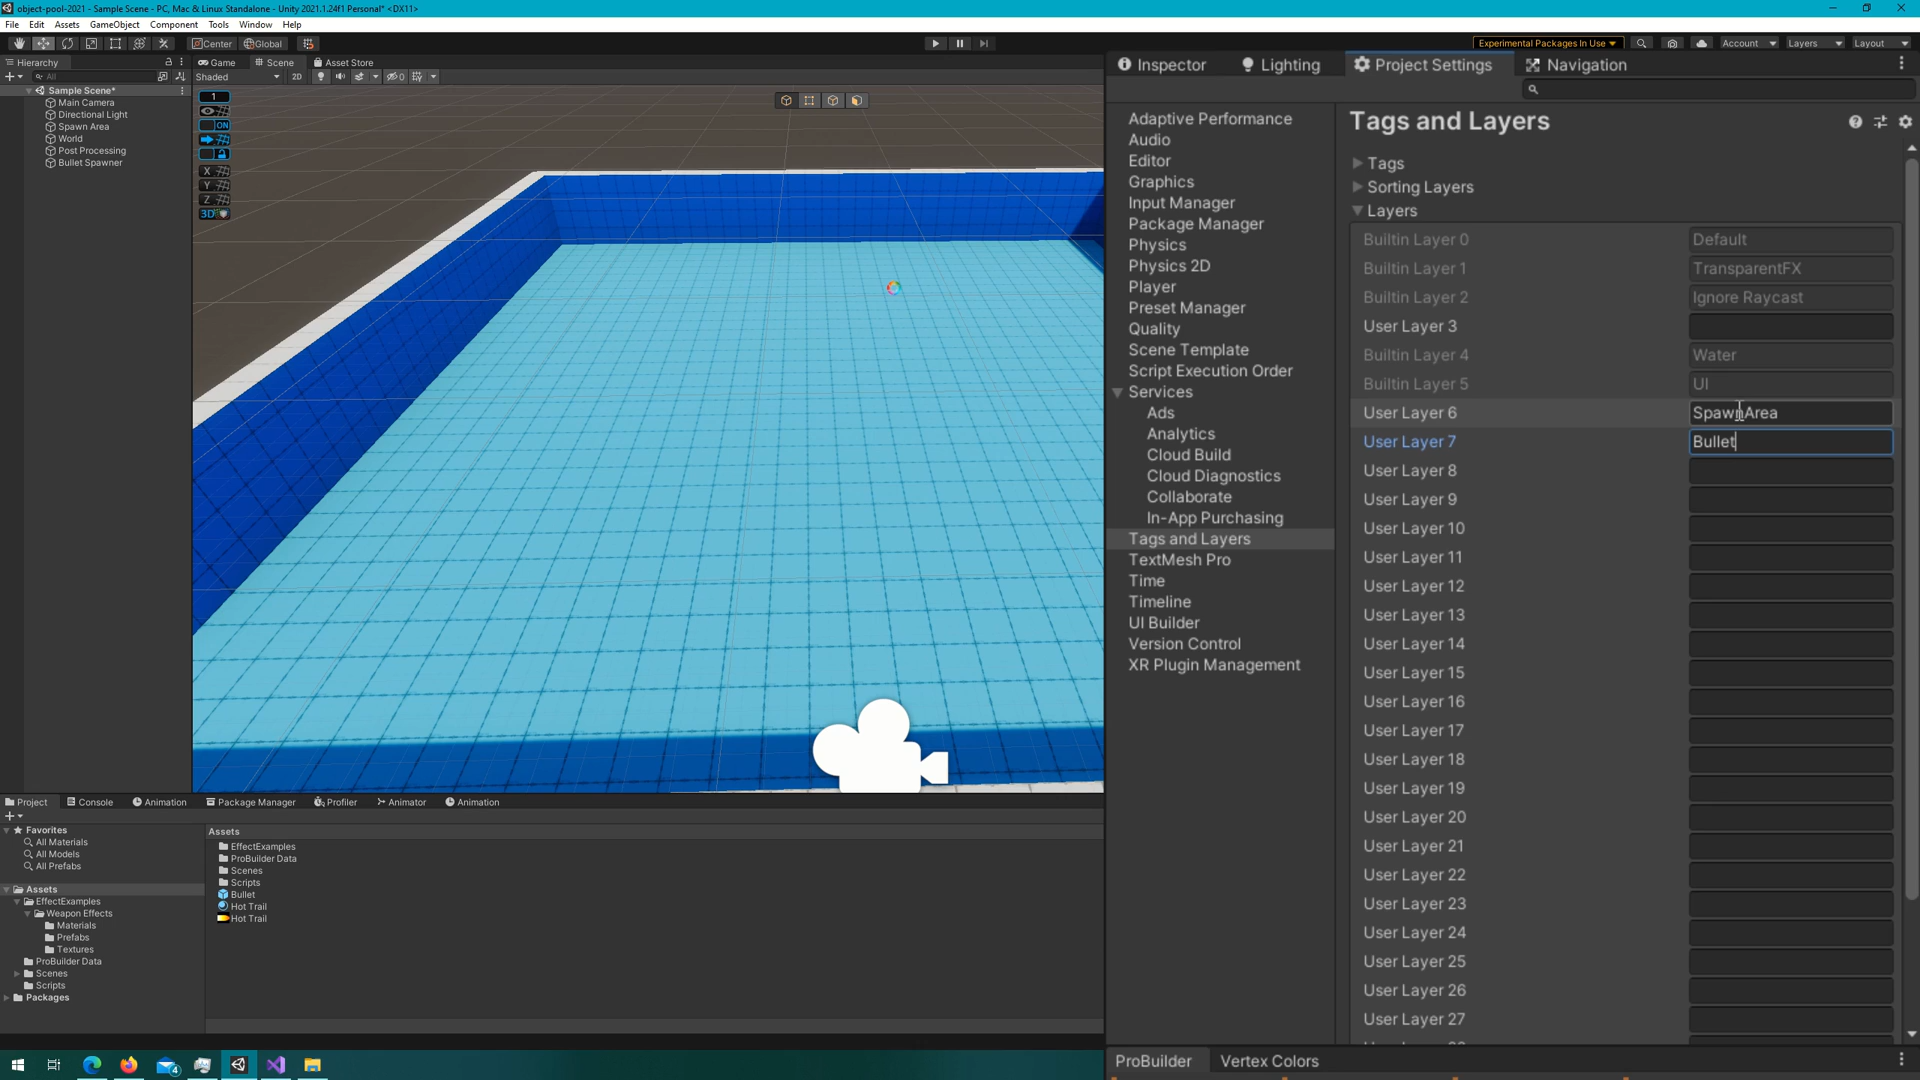 object-pool-2021 - Sample Scene - PC, Mac & Linux Standalone - Unity 2021.1.24f1 Personal* <DX11>
File Edit Assets GameObject Component Tools Window Help
Center Global
Experimental Packages In Use
Account Layers Layout
Hierarchy
All
Sample Scene*
Main Camera
Directional Light
Spawn Area
World
Post Processing
Bullet Spawner
Game Scene Asset Store
Shaded 2D 0
1
ON
X
Y
Z
3D
Inspector Lighting Project Settings Navigation
Adaptive Performance
Audio
Editor
Graphics
Input Manager
Package Manager
Physics
Physics 2D
Player
Preset Manager
Quality
Scene Template
Script Execution Order
Services
Ads
Analytics
Cloud Build
Cloud Diagnostics
Collaborate
In-App Purchasing
Tags and Layers
TextMesh Pro
Time
Timeline
UI Builder
Version Control
XR Plugin Management
Tags and Layers
Tags
Sorting Layers
Layers
Builtin Layer 0 Default
Builtin Layer 1 TransparentFX
Builtin Layer 2 Ignore Raycast
User Layer 3
Builtin Layer 4 Water
Builtin Layer 5 UI
User Layer 6 SpawnArea
User Layer 7 Bullet
User Layer 8
User Layer 9
User Layer 10
User Layer 11
User Layer 12
User Layer 13
User Layer 14
User Layer 15
User Layer 16
User Layer 17
User Layer 18
User Layer 19
User Layer 20
User Layer 21
User Layer 22
User Layer 23
User Layer 24
User Layer 25
User Layer 26
User Layer 27
ProBuilder Vertex Colors
Project Console Animation Package Manager Profiler Animator Animation
Favorites
All Materials
All Models
All Prefabs
Assets
EffectExamples
Weapon Effects
Materials
Prefabs
Textures
ProBuilder Data
Scenes
Scripts
Packages
Assets
EffectExamples
ProBuilder Data
Scenes
Scripts
Bullet
Hot Trail
Hot Trail
4